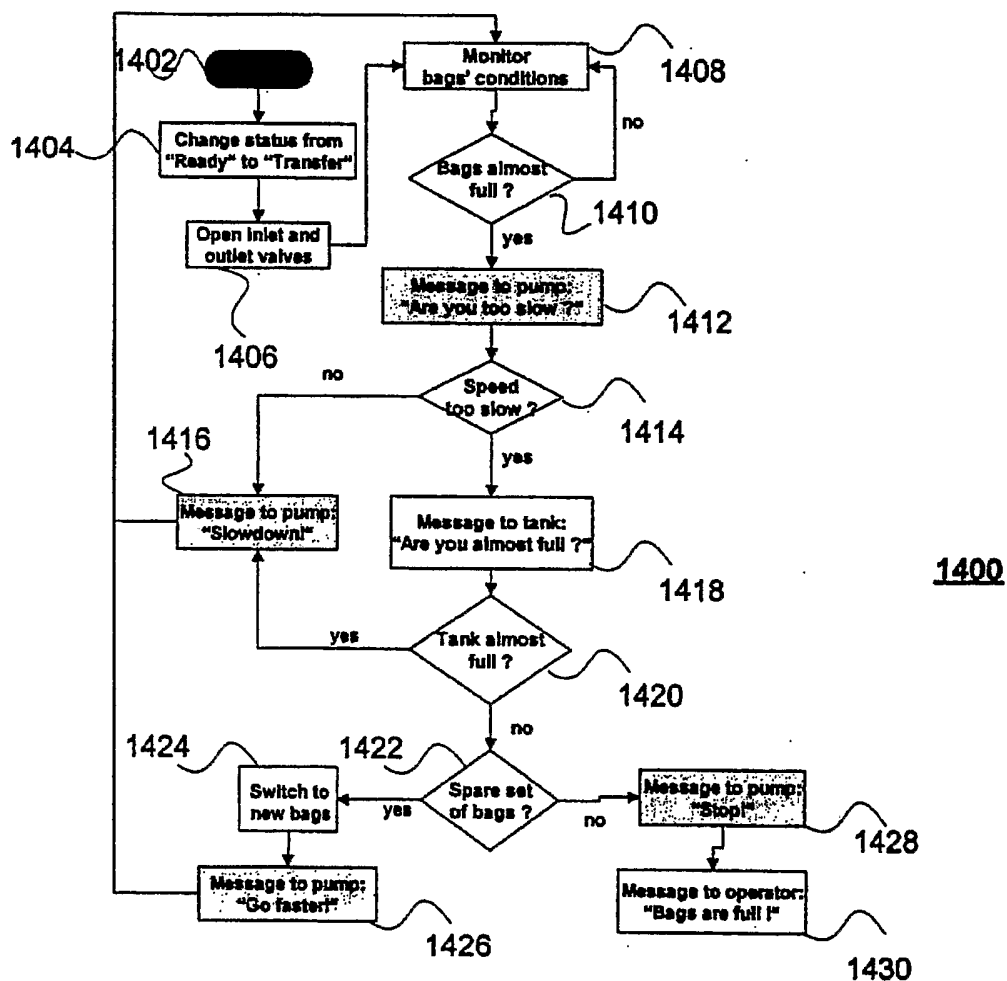 1402
Monitor
bags' conditions
1408
no
1404
Change status from
"Ready" to "Transfer"
Bags almost
full ?
1410
Open inlet and
outlet valves
yes
1406
Message to pump:
"Are you too slow ?"
1412
no
Speed
too slow ?
1414
yes
1416
Message to pump:
"Slowdown!"
Message to tank:
"Are you almost full ?"
1418
1400
yes
Tank almost
full ?
1420
no
1424
1422
Switch to
new bags
yes
Spare set
of bags ?
no
Message to pump:
"Stop!"
1428
Message to pump:
"Go faster!"
1426
Message to operator:
"Bags are full !"
1430